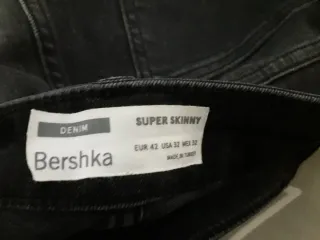 DENIM
Bershka
SUPER SKINNY
EUR 42 USA 32 MEX 32
MADE IN TURKEY